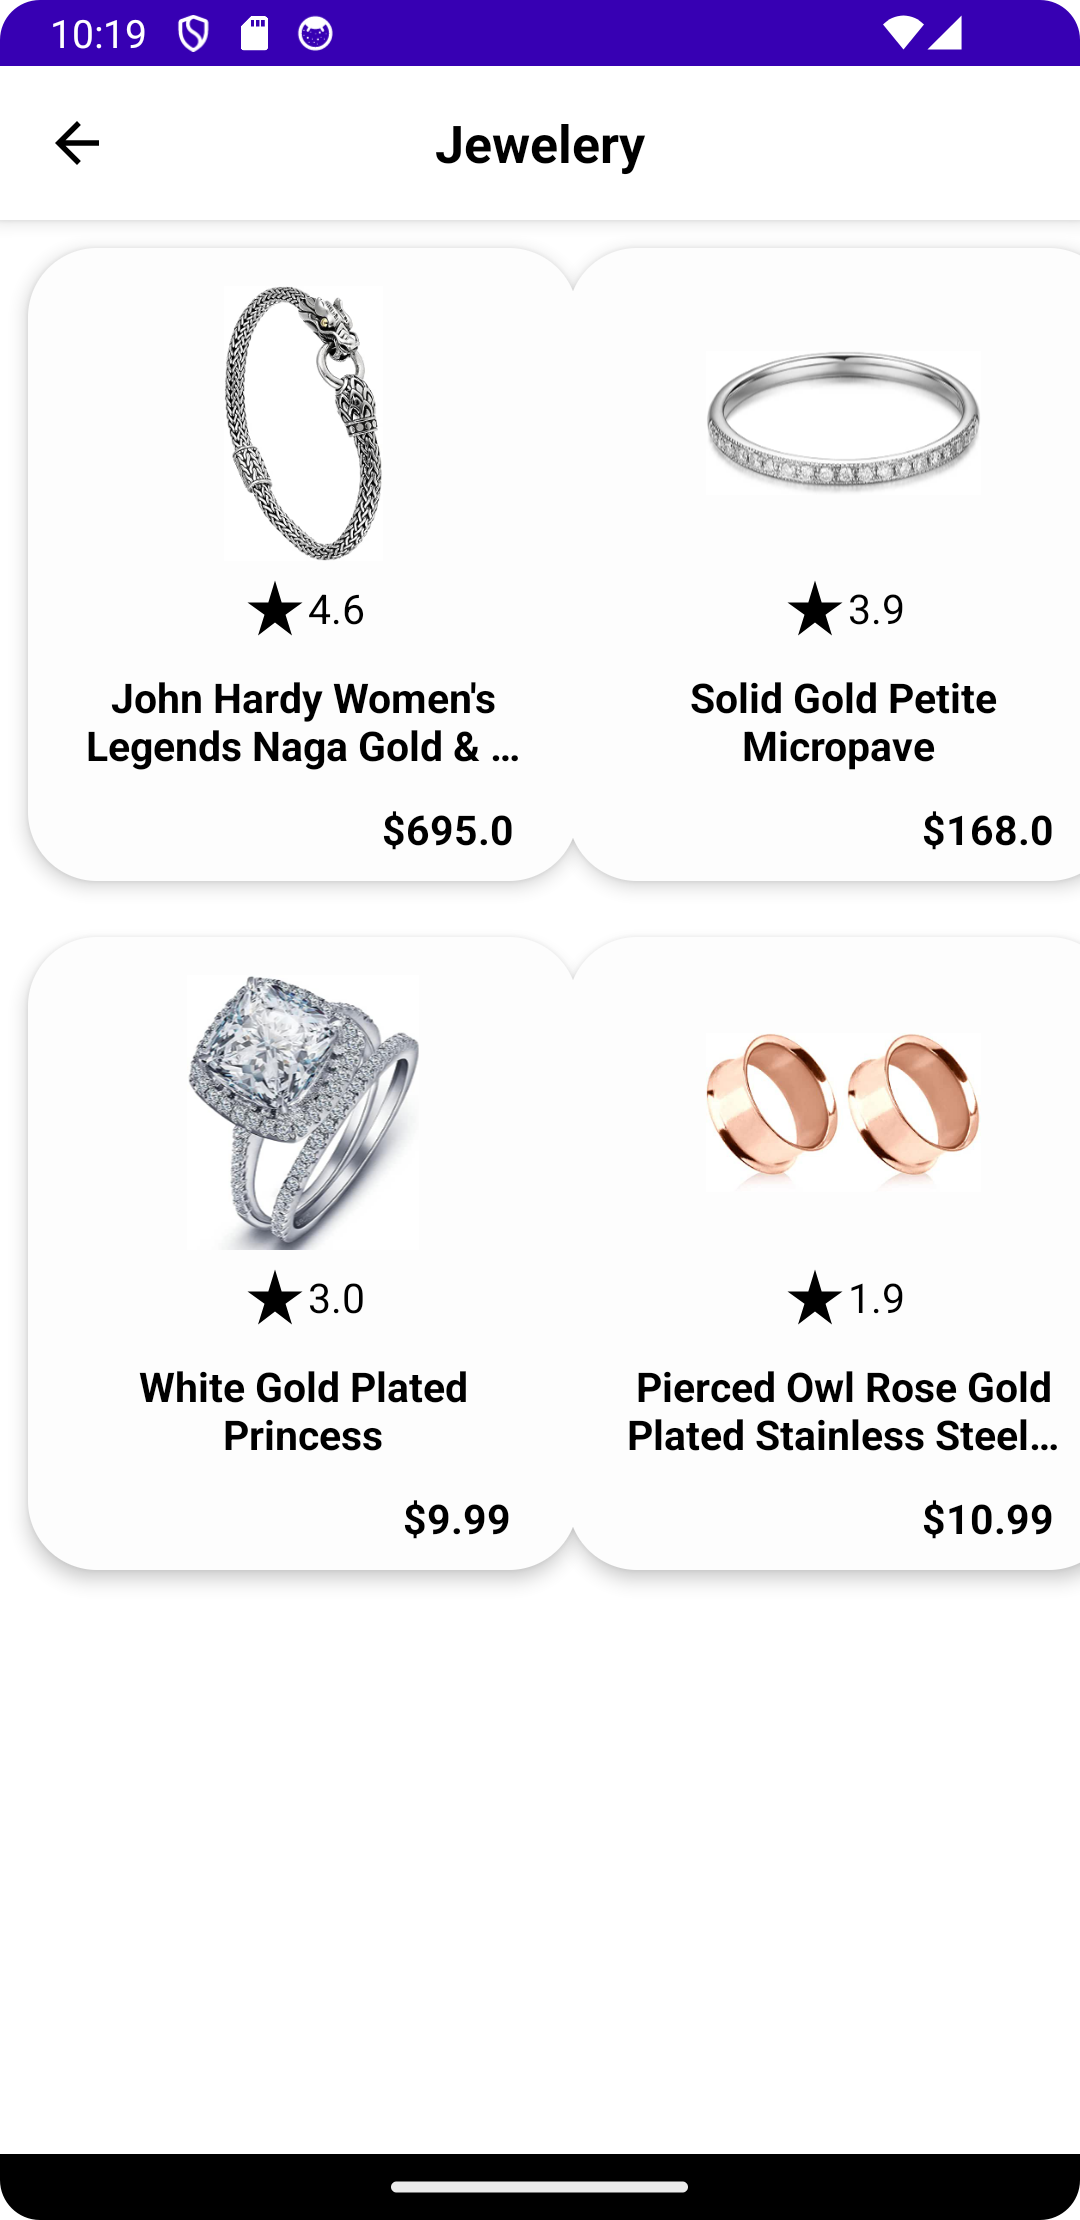 10:19
Jewelery
4.6
3.9
John Hardy Women's
Legends Naga Gold & ...
Solid Gold Petite
Micropave
$695.0
$168.0
3.0
1.9
White Gold Plated
Princess
Pierced Owl Rose Gold
Plated Stainless Steel...
$9.99
$10.99